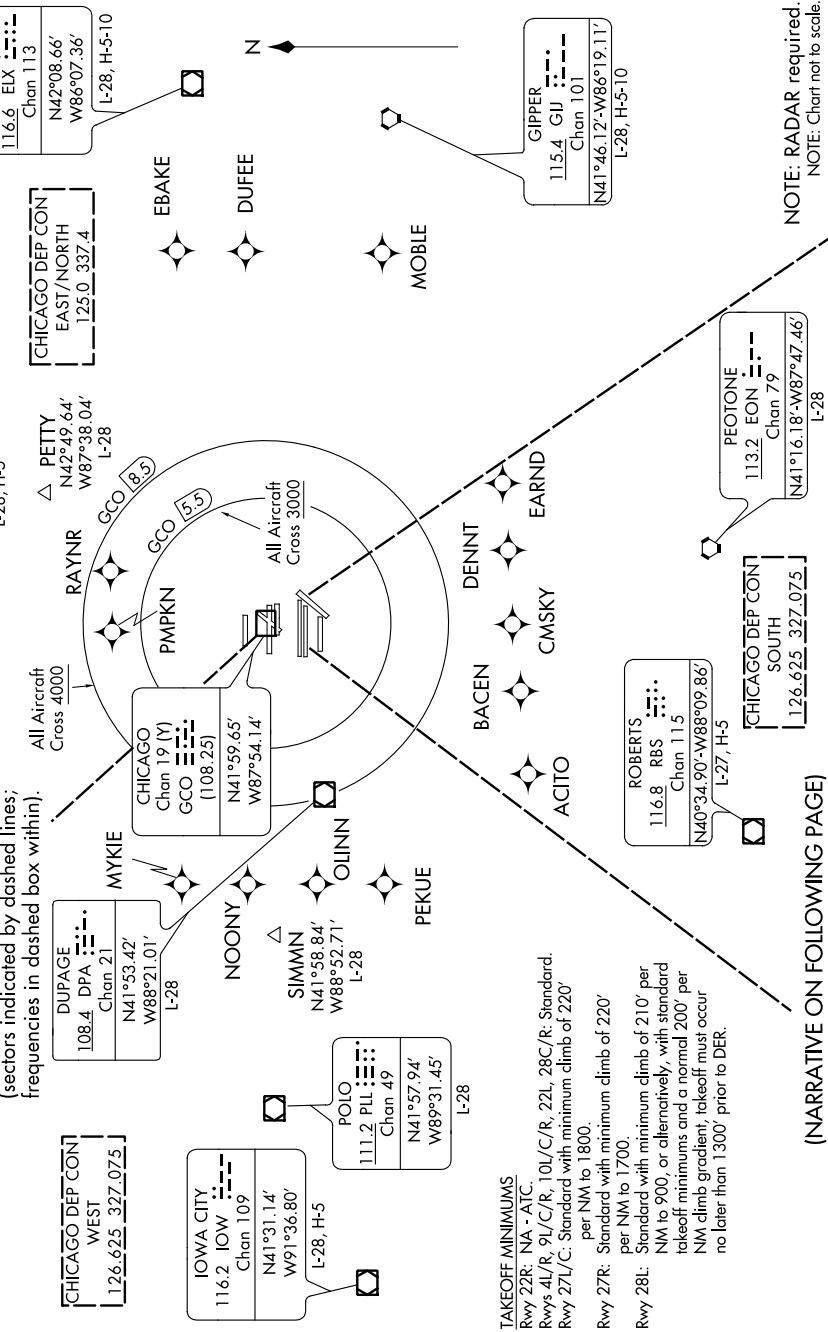 (sectors indicated by dashed lines;
frequencies in dashed box within).
116.6 ELX
Chan 113
N42°08.66'
W86°07.36'
L-28, H-5-10
N
CHICAGO DEP CON
EAST/NORTH
125.0 337.4
EBAKE
DUFEE
MOBLE
GIPPER
115.4 GIJ
Chan 101
N41°46.12'-W86°19.11'
L-28, H-5-10
NOTE: RADAR required.
NOTE: Chart not to scale.
L-28, H-5
PETTY
N42°49.64'
W87°38.04'
L-28
GCO 8.5
GCO 5.5
All Aircraft
Cross 3000
All Aircraft
Cross 4000
RAYNR
PMPKN
CHICAGO
Chan 19 (Y)
GCO
(108.25)
N41°59.65'
W87°54.14'
DUPAGE
108.4 DPA
Chan 21
N41°53.42'
W88°21.01'
L-28
MYKIE
NOONY
OLINN
PEKUE
SIMMN
N41°58.84'
W88°52.71'
L-28
CHICAGO DEP CON
WEST
126.625 327.075
IOWA CITY
116.2 IOW
Chan 109
N41°31.14'
W91°36.80'
L-28, H-5
POLO
111.2 PLL
Chan 49
N41°57.94'
W89°31.45'
L-28
EARND
DENNT
CMSKY
BACEN
ACITO
PEOTONE
113.2 EON
Chan 79
N41°16.18'-W87°47.46'
L-28
CHICAGO DEP CON
SOUTH
126.625 327.075
ROBERTS
116.8 RBS
Chan 115
N40°34.90'-W88°09.86'
L-27, H-5
TAKEOFF MINIMUMS
Rwy 22R: NA - ATC.
Rwys 4L/R, 9L/C/R, 10L/C/R, 22L, 28C/R: Standard.
Rwy 27L/C: Standard with minimum climb of 220'
per NM to 1800.
Rwy 27R: Standard with minimum climb of 220'
per NM to 1700.
Rwy 28L: Standard with minimum climb of 210' per
NM to 900, or alternatively, with standard
takeoff minimums and a normal 200' per
NM climb gradient, takeoff must occur
no later than 1300' prior to DER.
(NARRATIVE ON FOLLOWING PAGE)